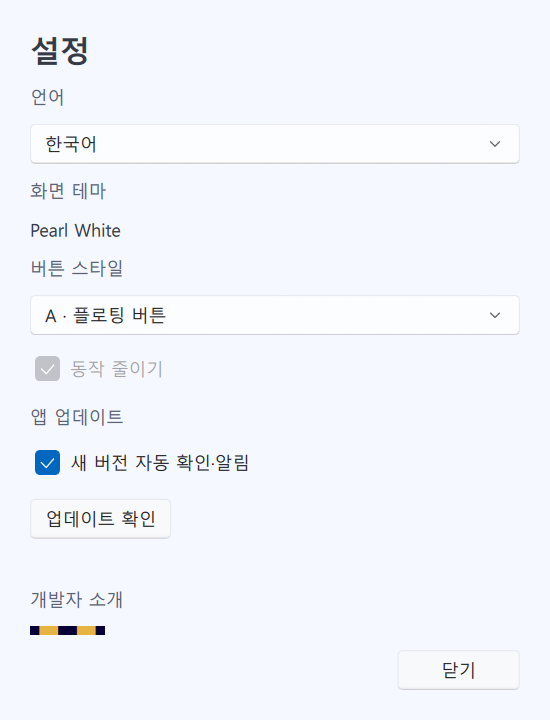 설정
언어
한국어
화면 테마
Pearl White
버튼 스타일
A · 플로팅 버튼
동작 줄이기
앱 업데이트
새 버전 자동 확인·알림
업데이트 확인
개발자 소개
닫기